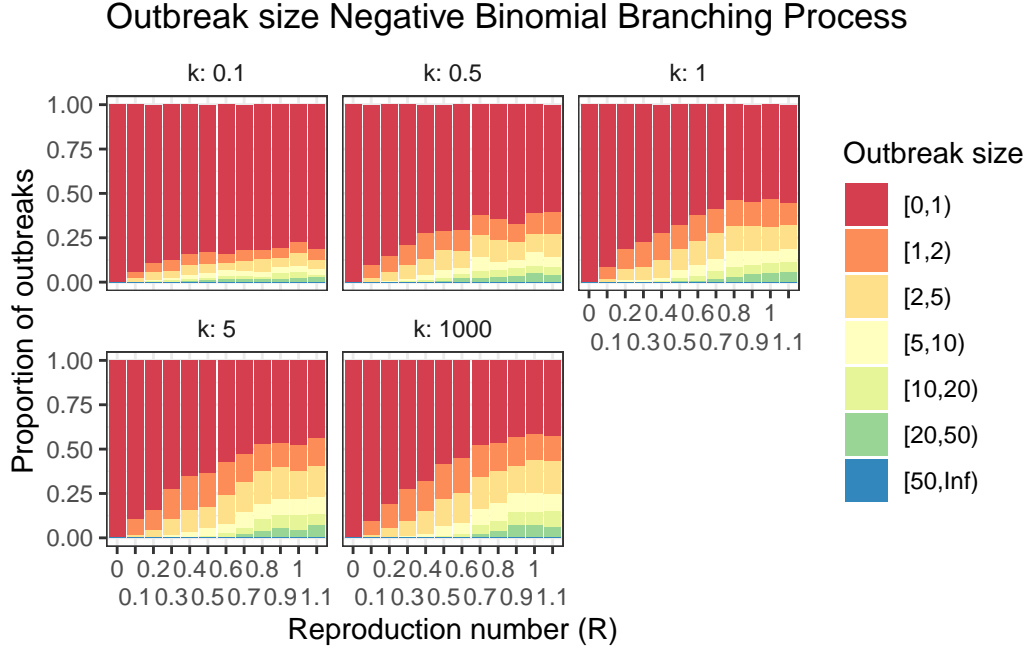 Outbreak size Negative Binomial Branching Process
k: 0.1
k: 0.5
k: 1
1.00
0.75
0.50
0.25
0.00
0 0.2 0.4 0.6 0.8 1
0.1 0.3 0.5 0.7 0.9 1.1
k: 5
k: 1000
1.00
0.75
0.50
0.25
0.00
0 0.2 0.4 0.6 0.8 1
0.1 0.3 0.5 0.7 0.9 1.1
0 0.2 0.4 0.6 0.8 1
0.1 0.3 0.5 0.7 0.9 1.1
Proportion of outbreaks
Reproduction number (R)
Outbreak size
[0,1)
[1,2)
[2,5)
[5,10)
[10,20)
[20,50)
[50,Inf)